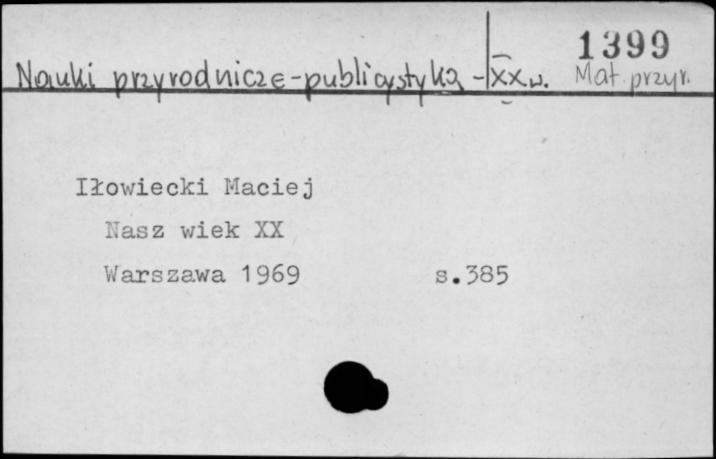 1399
Nauki przyrodnicze - publicystyka - XX w. Mat. przyr.
Iłowiecki Maciej
Nasz wiek XX
Warszawa 1969 s.385